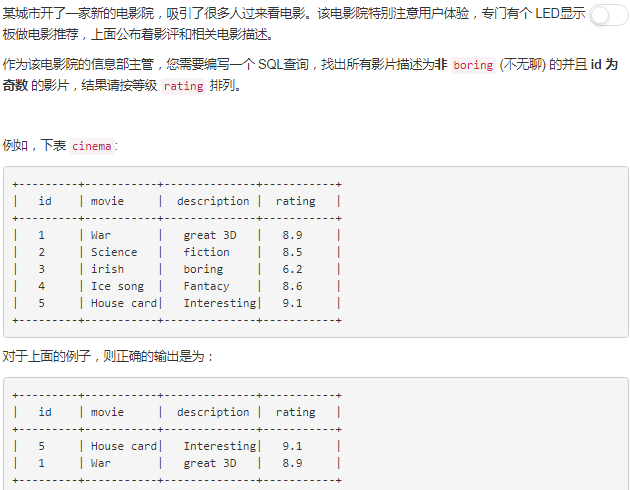 某城市开了一家新的电影院，吸引了很多人过来看电影。该电影院特别注意用户体验，专门有个 LED显示
板做电影推荐，上面公布着影评和相关电影描述。
作为该电影院的信息部主管，您需要编写一个 SQL查询，找出所有影片描述为非 boring (不无聊) 的并且 id 为
奇数 的影片，结果请按等级 rating 排列。
例如，下表 cinema:
+---------+-----------+--------------+-----------+
|   id    | movie     |  description |  rating   |
+---------+-----------+--------------+-----------+
|   1     | War       |   great 3D   |   8.9     |
|   2     | Science   |   fiction    |   8.5     |
|   3     | irish     |   boring     |   6.2     |
|   4     | Ice song  |   Fantacy    |   8.6     |
|   5     | House card|   Interesting|   9.1     |
+---------+-----------+--------------+-----------+
对于上面的例子，则正确的输出是为：
+---------+-----------+--------------+-----------+
|   id    | movie     |  description |  rating   |
+---------+-----------+--------------+-----------+
|   5     | House card|   Interesting|   9.1     |
|   1     | War       |   great 3D   |   8.9     |
+---------+-----------+--------------+-----------+